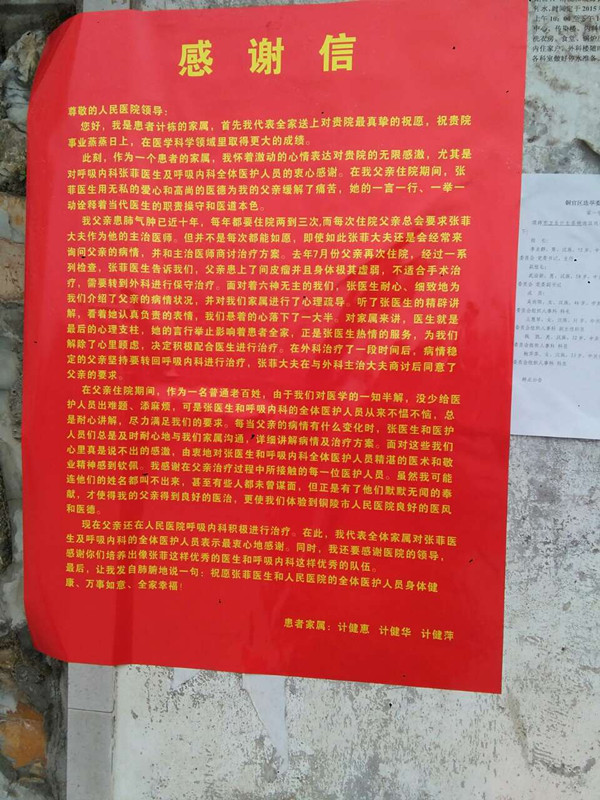 感谢信
尊敬的人民医院领导：
您好，我是患者计栋的家属，首先我代表全家送上对贵院最真挚的祝愿，祝贵院
事业蒸蒸日上，在医学科学领域里取得更大的成绩。
此刻，作为一个患者的家属，我怀着激动的心情表达对贵院的无限感激，尤其是
对呼吸内科张菲医生及呼吸内科全体医护人员的衷心感谢。在我父亲住院期间，张
菲医生用无私的爱心和高尚的医德为我的父亲缓解了痛苦，她的一言一行、一举一
动诠释着当代医生的职责操守和医道本色。
我父亲患肺气肿已近十年，每年都要住院两到三次，而每次住院父亲总会要求张菲
大夫作为他的主治医师。但并不是每次都能如愿，即使如此张菲大夫还是会经常来
询问父亲的病情，并和主治医师商讨治疗方案。去年7月份父亲再次住院，经过一系
列检查，张菲医生告诉我们，父亲患上了间皮瘤并且身体极其虚弱，不适合手术治
疗，需要转到外科进行保守治疗。面对着六神无主的我们，张医生耐心、细致地为
我们介绍了父亲的病情状况，并对我们家属进行了心理疏导。听了张医生的精辟讲
解，看着她认真负责的表情，我们悬着的心落下了一大半。对家属来讲，医生就是
最后的心理支柱，她的言行举止影响着患者全家，正是张医生热情的服务，为我们
解除了心里顾虑，决定积极配合医生进行治疗。在外科治疗了一段时间后，病情稳
定的父亲坚持要转回呼吸内科进行治疗，张菲大夫在与外科主治大夫商讨后同意了
父亲的要求。
在父亲住院期间，作为一名普通老百姓，由于我们对医学的一知半解，没少给医
护人员出难题、添麻烦，可是张医生和呼吸内科的全体医护人员从来不愠不恼，总
是耐心讲解，尽力满足我们的要求。每当父亲的病情有什么变化时，张医生和医护
人员们总是及时耐心地与我们家属沟通，详细讲解病情及治疗方案。面对这些我们
心里真是说不出的感激，由衷地对张医生和呼吸内科全体医护人员精湛的医术和敬
业精神感到钦佩。我感谢在父亲治疗过程中所接触的每一位医护人员。虽然我可能
连他们的姓名都叫不出来，甚至有些人都未曾谋面，但正是有了他们默默无闻的奉
献，才使得我的父亲得到良好的医治，更使我们体验到铜陵市人民医院良好的医风
和医德。
现在父亲还在人民医院呼吸内科积极进行治疗。在此，我代表全体家属对张菲医
生及呼吸内科的全体医护人员表示最衷心地感谢。同时，我还要感谢医院的领导，
感谢你们培养出像张菲这样优秀的医生和呼吸内科这样优秀的队伍。
最后，让我发自肺腑地说一句：祝愿张菲医生和人民医院的全体医护人员身体健
康、万事如意、全家幸福！
患者家属：计健惠 计健华 计健萍